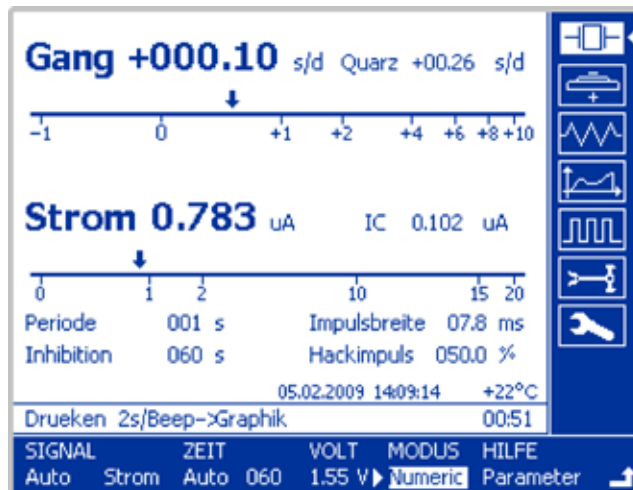 Gang +000.10 s/d Quarz +00.26 s/d
-1 0 +1 +2 +4 +6 +8 +10
Strom 0.783 uA IC 0.102 uA
0 1 2 10 15 20
Periode 001 s Impulsbreite 07.8 ms
Inhibition 060 s Hackimpuls 050.0 %
05.02.2009 14:09:14 +22°C
Drueken 2s/Beep->Graphik 00:51
SIGNAL ZEIT VOLT MODUS HILFE
Auto Strom Auto 060 1.55 V Numeric Parameter